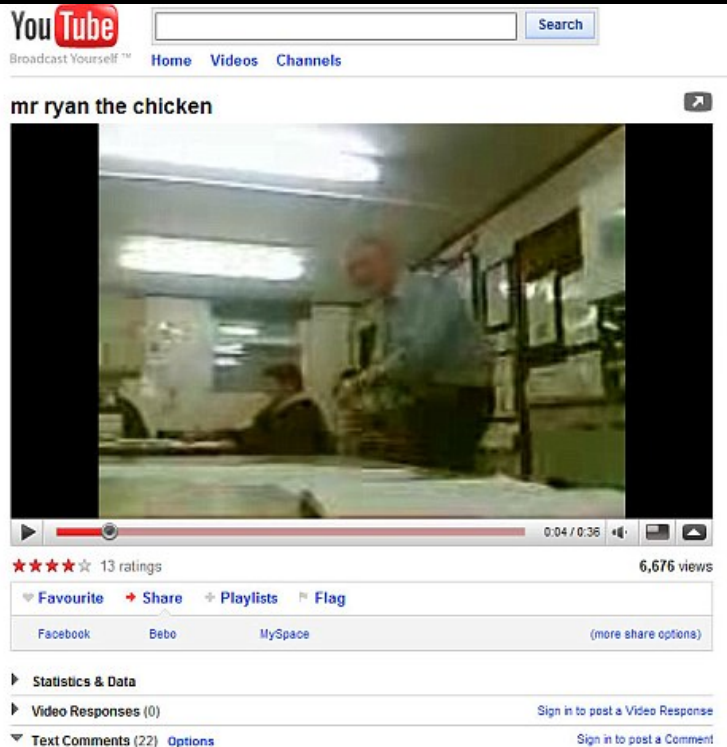 You Tube Search
Broadcast Yourself ™ Home Videos Channels
mr ryan the chicken
0:04 / 0:36
13 ratings 6,676 views
Favourite Share Playlists Flag
Facebook Bebo MySpace (more share options)
Statistics & Data
Video Responses (0) Sign in to post a Video Response
Text Comments (22) Options Sign in to post a Comment